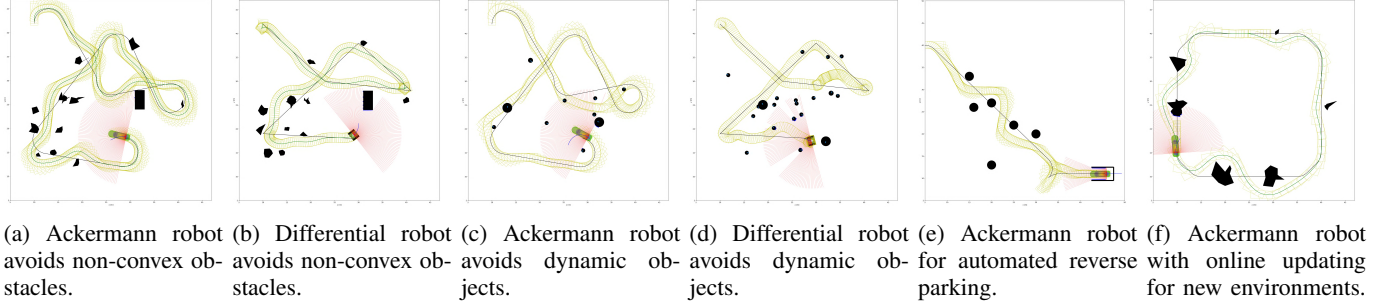 (a) Ackermann robot
avoids non-convex ob-
stacles.
(b) Differential robot
avoids non-convex ob-
stacles.
(c) Ackermann robot
avoids dynamic ob-
jects.
(d) Differential robot
avoids dynamic ob-
jects.
(e) Ackermann robot
for automated reverse
parking.
(f) Ackermann robot
with online updating
for new environments.